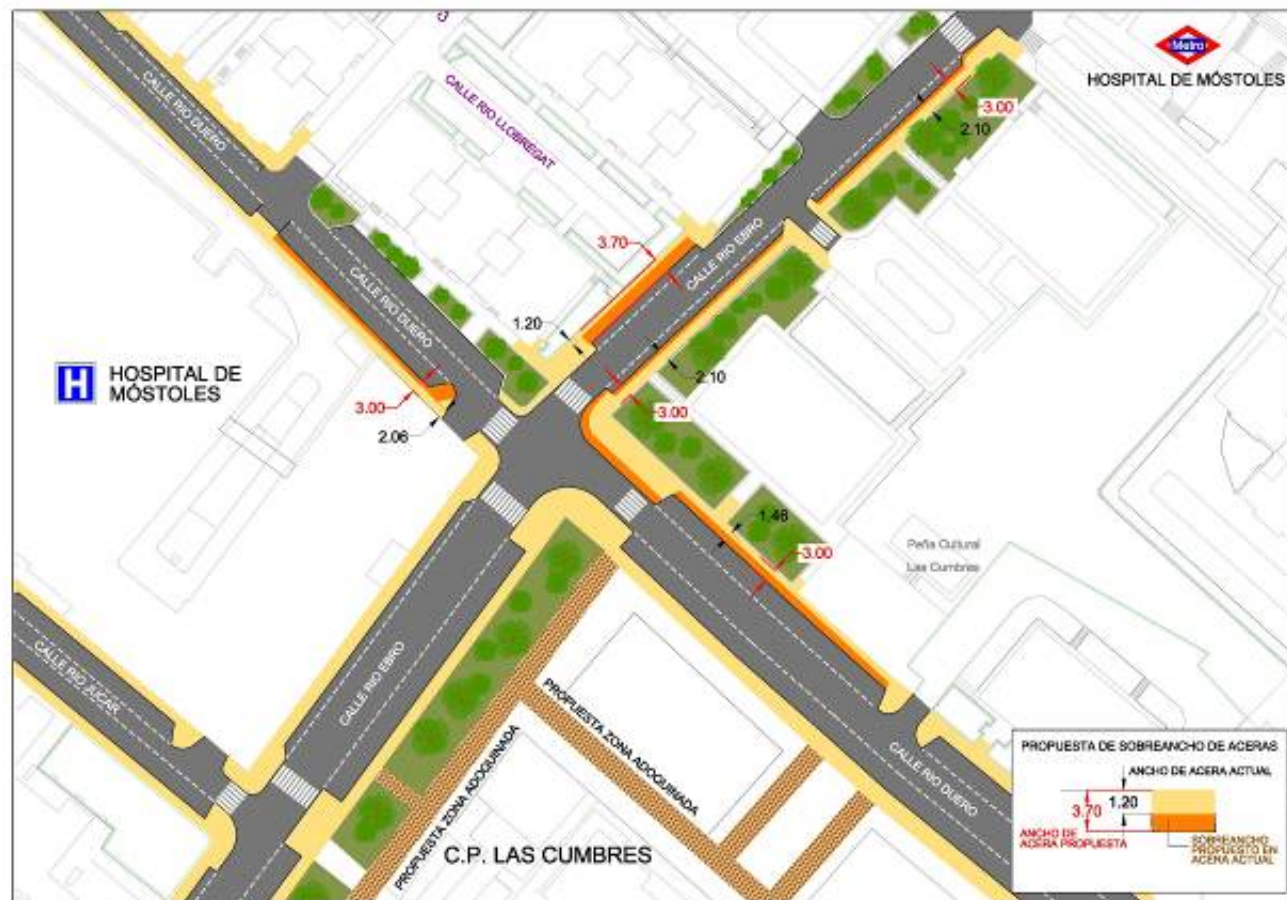 Metro
HOSPITAL DE MÓSTOLES
CALLE RIO DUERO
CALLE RIO LLOBREGAT
3.00
2.10
3.70
CALLE RIO EBRO
CALLE RIO DUERO
1.20
H
HOSPITAL DE
MÓSTOLES
2.10
3.00
3.00
2.06
1.46
3.00
Peña Cultural
Las Cumbres
CALLE RIO JUCAR
CALLE RIO EBRO
PROPUESTA ZONA ADOQUINADA
PROPUESTA ZONA ADOQUINADA
CALLE RIO DUERO
C.P. LAS CUMBRES
PROPUESTA DE SOBREANCHO DE ACERAS
ANCHO DE ACERA ACTUAL
3.70
1.20
ANCHO DE
ACERA PROPUESTA
SOBREANCHO
PROPUESTO EN
ACERA ACTUAL